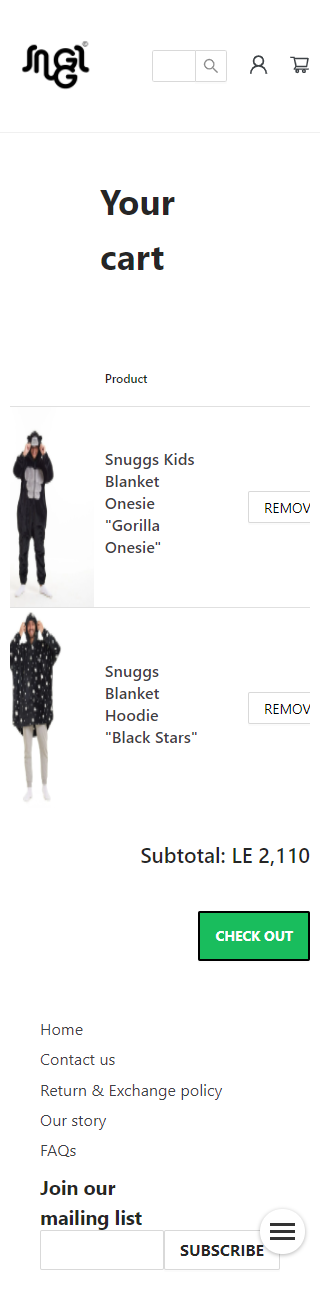 Snggl
©
Your
cart
Product
Snuggs Kids
Blanket
Onesie
"Gorilla
Onesie"
REMOV
Snuggs
Blanket
Hoodie
"Black Stars"
REMOV
Subtotal: LE 2,110
CHECK OUT
Home
Contact us
Return & Exchange policy
Our story
FAQs
Join our
mailing list
SUBSCRIBE